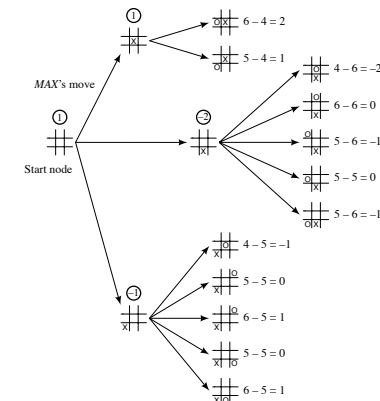 1
X
O X 6 – 4 = 2
X
O
5 – 4 = 1
MAX's move
1
Start node
–2
X
O
X
4 – 6 = –2
O
X
6 – 6 = 0
O
X
5 – 6 = –1
O
X
5 – 5 = 0
O X
5 – 6 = –1
–1
X
O
X
4 – 5 = –1
O
X
5 – 5 = 0
O
X
6 – 5 = 1
X O
5 – 5 = 0
X O
6 – 5 = 1